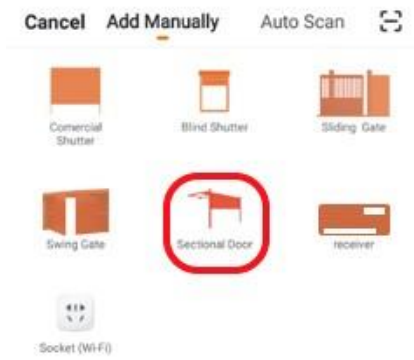 Cancel Add Manually Auto Scan
Comercial
Shutter
Blind Shutter
Sliding Gate
Swing Gate
Sectional Door
receiver
Socket (Wi-Fi)